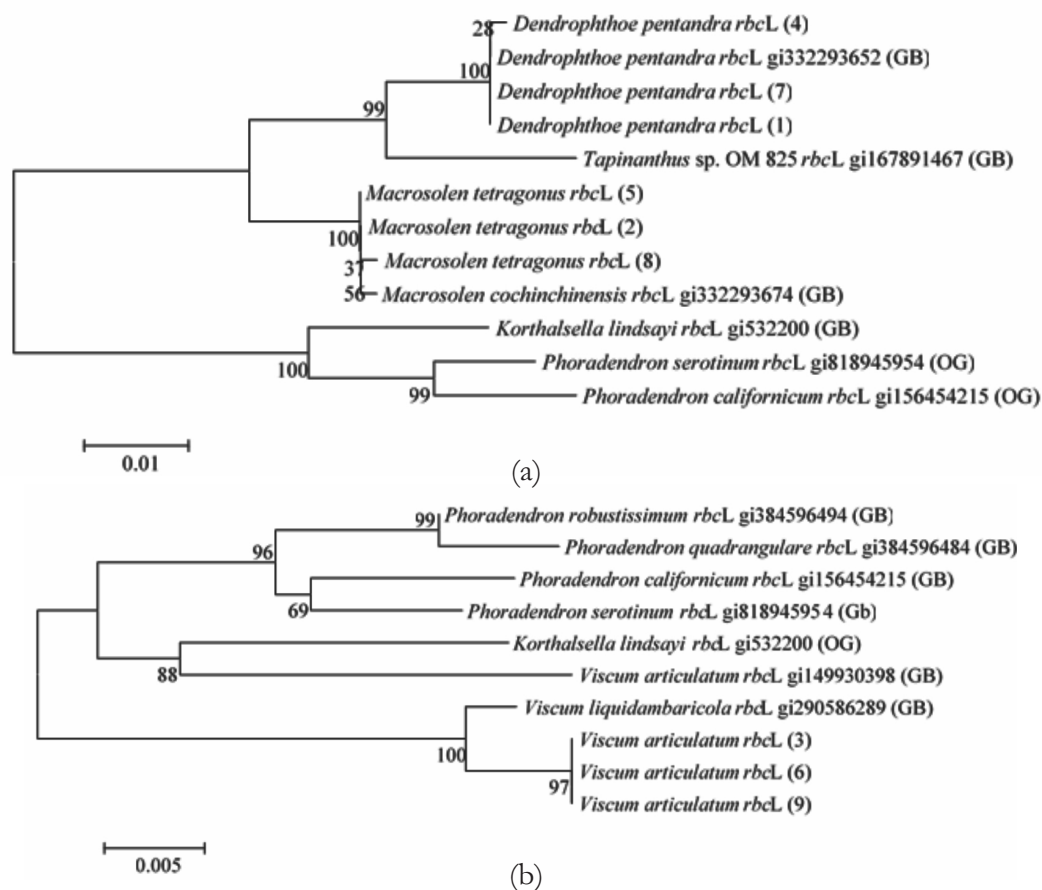 28 Dendrophthoe pentandra rbcL (4)
Dendrophthoe pentandra rbcL gi332293652 (GB)
100 Dendrophthoe pentandra rbcL (7)
99 Dendrophthoe pentandra rbcL (1)
Tapinanthus sp. OM 825 rbcL gi167891467 (GB)
Macrosolen tetragonus rbcL (5)
Macrosolen tetragonus rbcL (2)
100
Macrosolen tetragonus rbcL (8)
37
56 Macrosolen cochinchinensis rbcL gi332293674 (GB)
Korthalsella lindsayi rbcL gi532200 (GB)
100 Phoradendron serotinum rbcL gi818945954 (OG)
99 Phoradendron californicum rbcL gi156454215 (OG)
0.01
(a)
99 Phoradendron robustissimum rbcL gi384596494 (GB)
96 Phoradendron quadrangulare rbcL gi384596484 (GB)
Phoradendron californicum rbcL gi156454215 (GB)
69 Phoradendron serotinum rbcL gi818945954 (Gb)
Korthalsella lindsayi rbcL gi532200 (OG)
88 Viscum articulatum rbcL gi149930398 (GB)
Viscum liquidambaricola rbcL gi290586289 (GB)
100 Viscum articulatum rbcL (3)
Viscum articulatum rbcL (6)
97 Viscum articulatum rbcL (9)
0.005
(b)